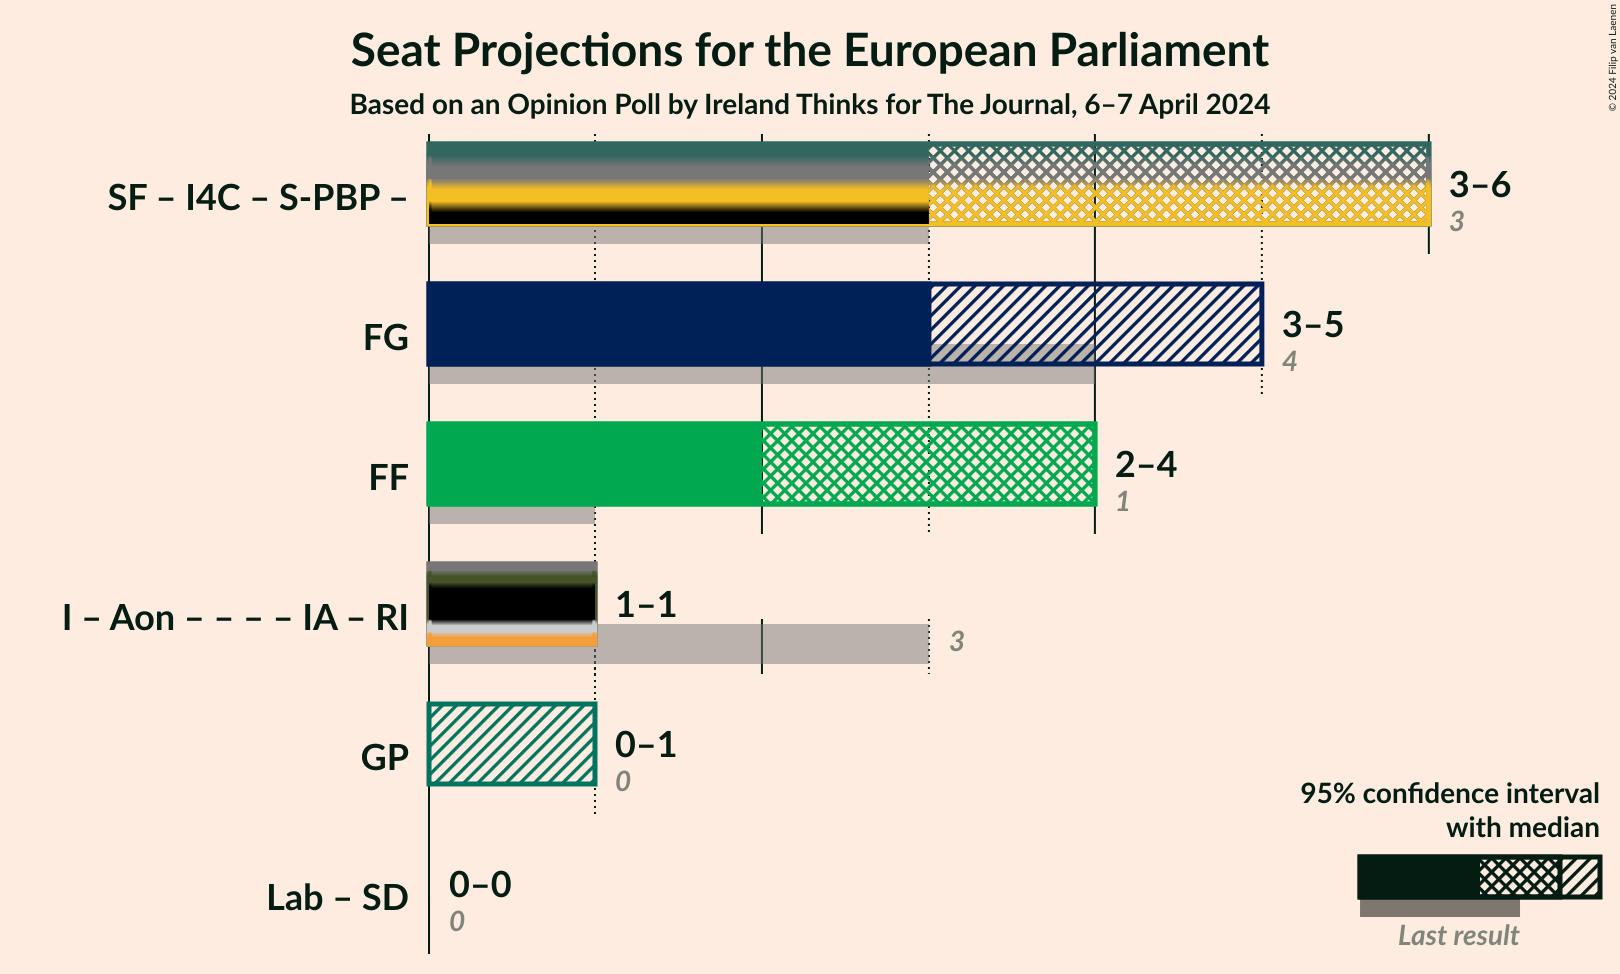 Seat Projections for the European Parliament
Based on an Opinion Poll by Ireland Thinks for The Journal, 6–7 April 2024
© 2024 Filip van Laenen
SF – I4C – S-PBP –
3–6
3
FG
3–5
4
FF
2–4
1
I – Aon – – – – IA – RI
1–1
3
GP
0–1
0
Lab – SD
0–0
0
95% confidence interval
with median
Last result